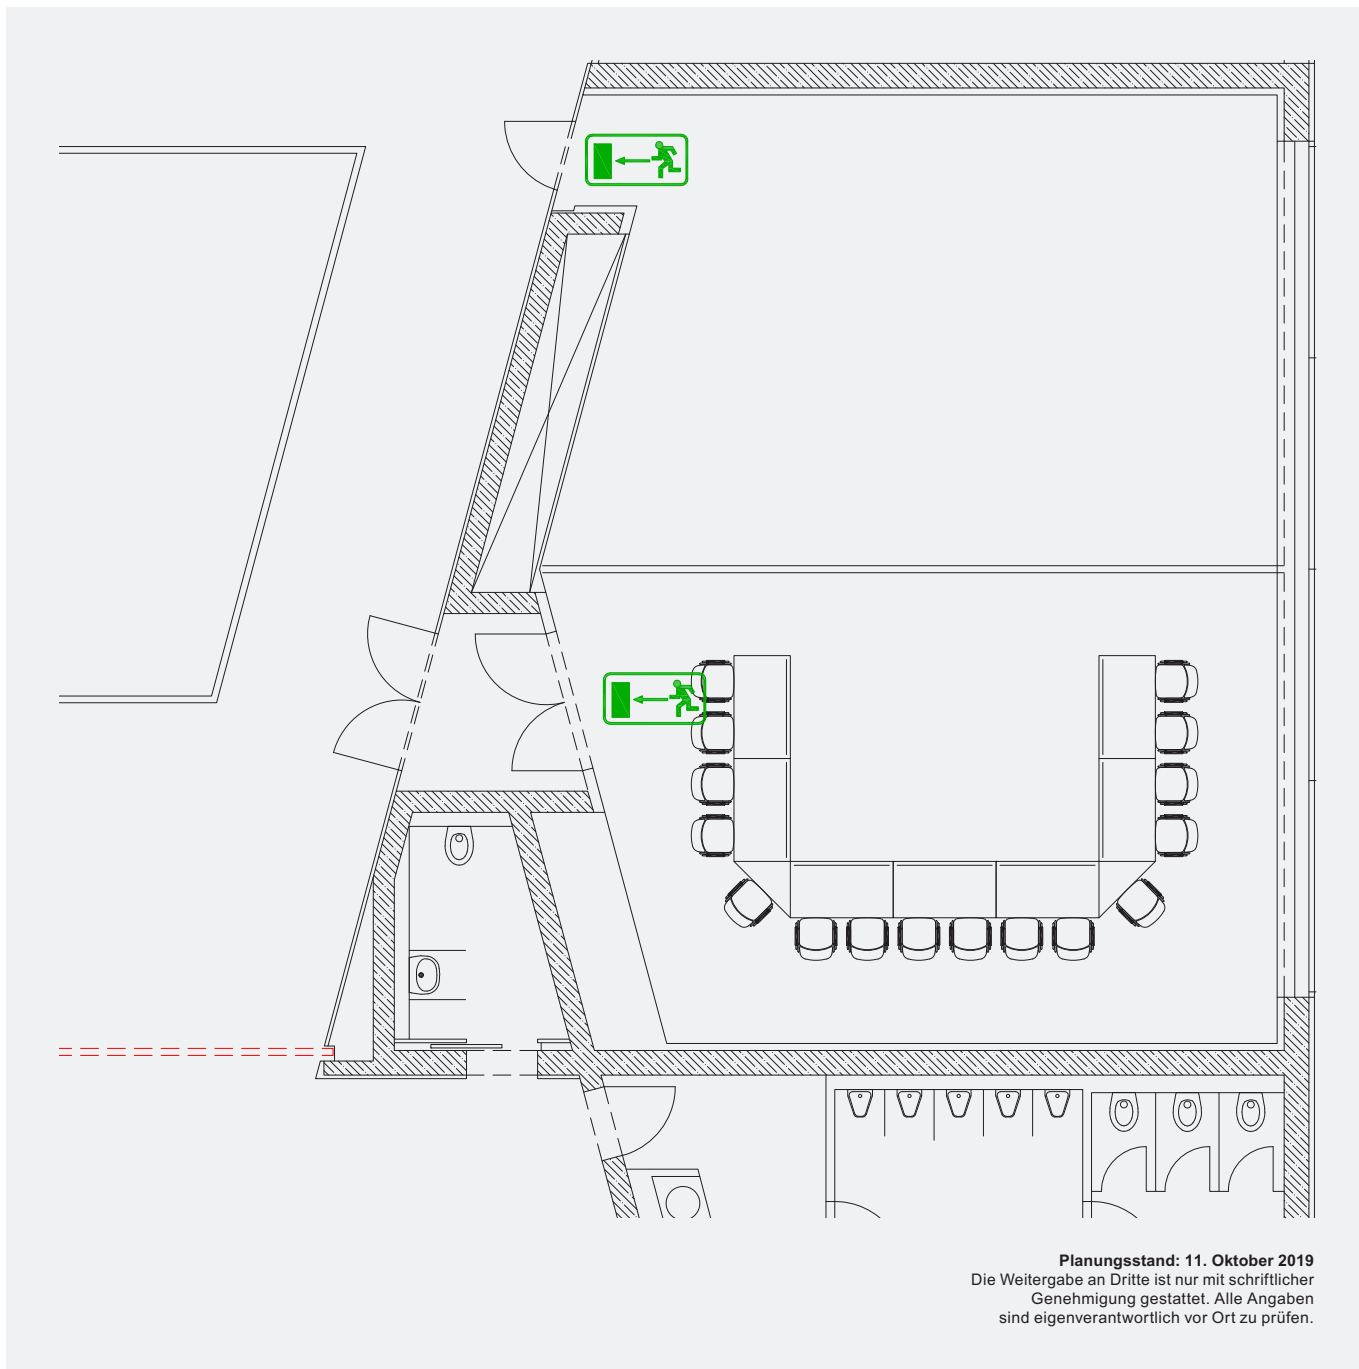 Planungsstand: 11. Oktober 2019
Die Weitergabe an Dritte ist nur mit schriftlicher
Genehmigung gestattet. Alle Angaben
sind eigenverantwortlich vor Ort zu prüfen.